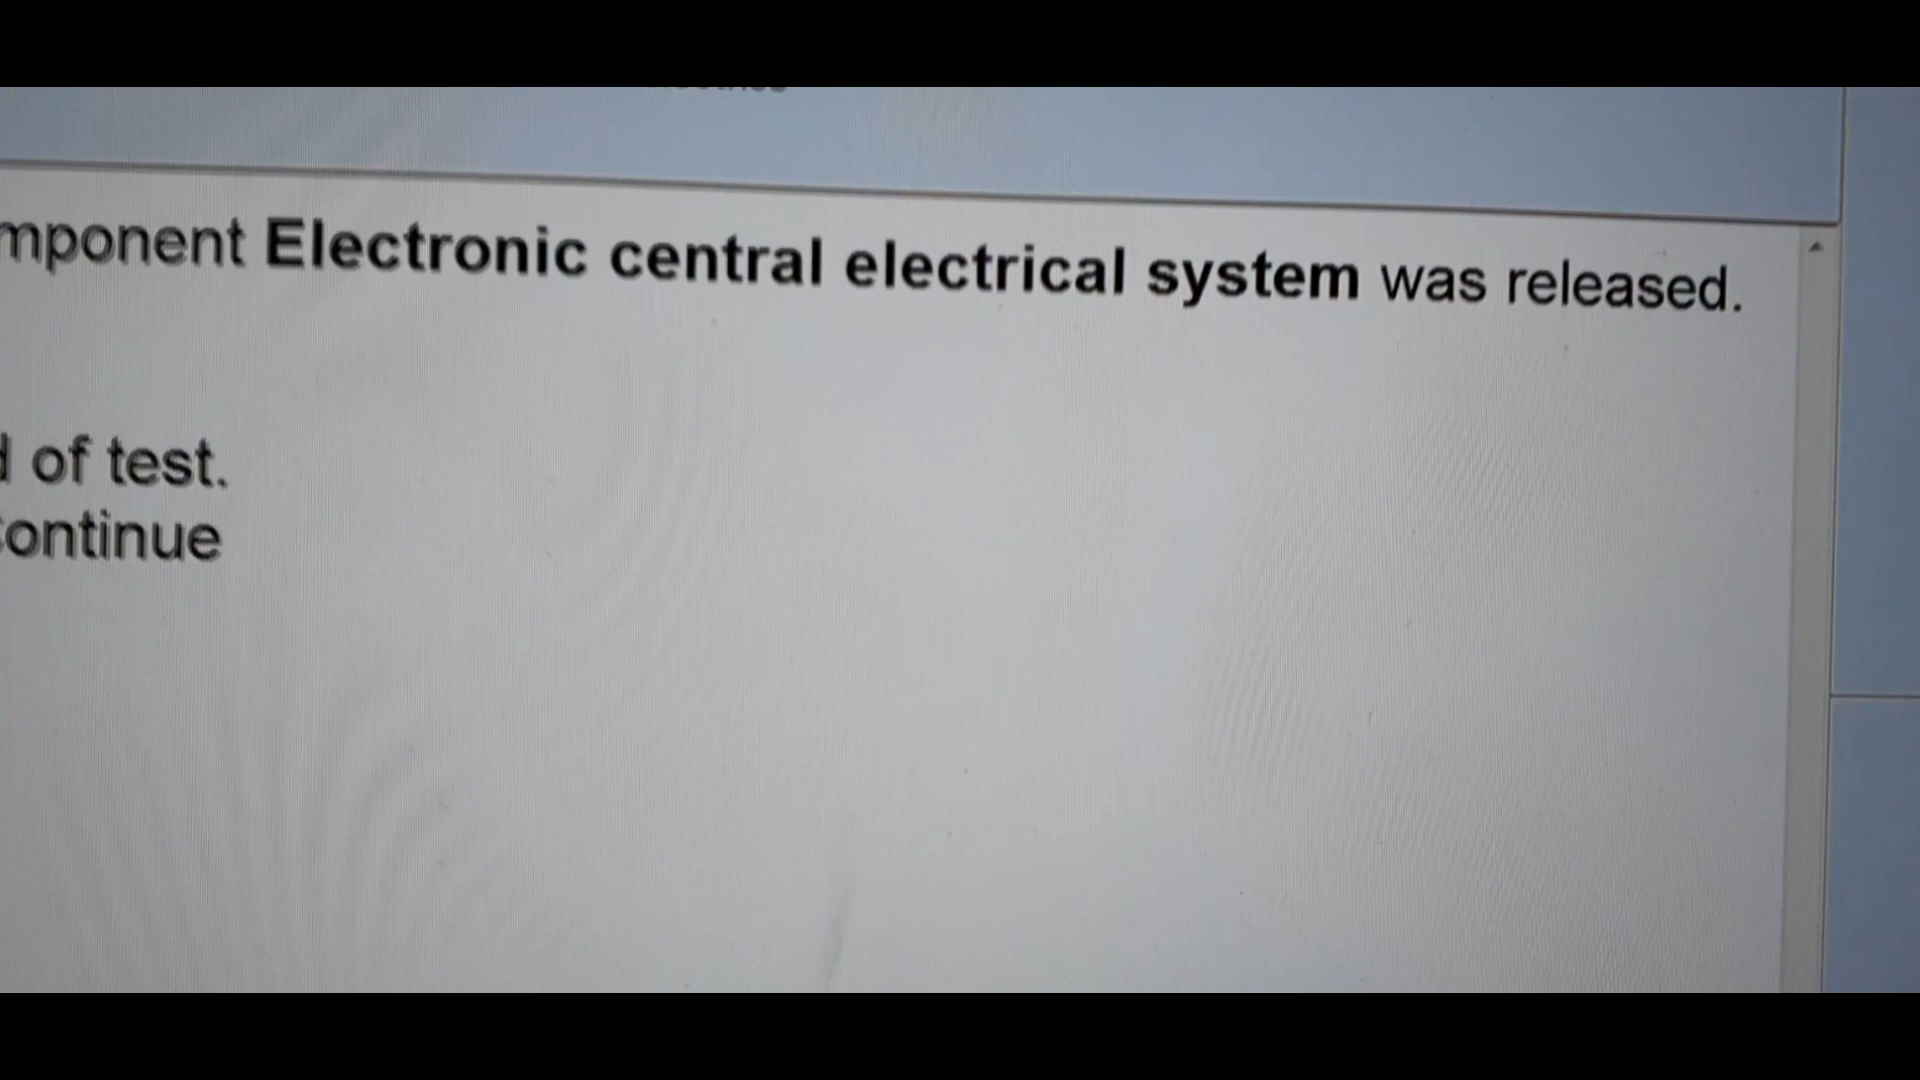 mponent Electronic central electrical system was released.
of test.
ontinue